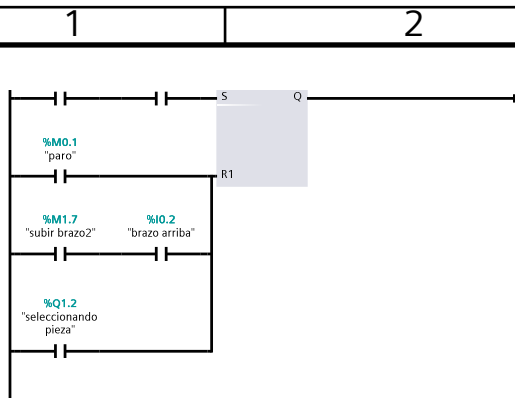 1 2
S Q
%M0.1
"paro"
R1
%M1.7 %I0.2
"subir brazo2" "brazo arriba"
%Q1.2
"seleccionando
pieza"